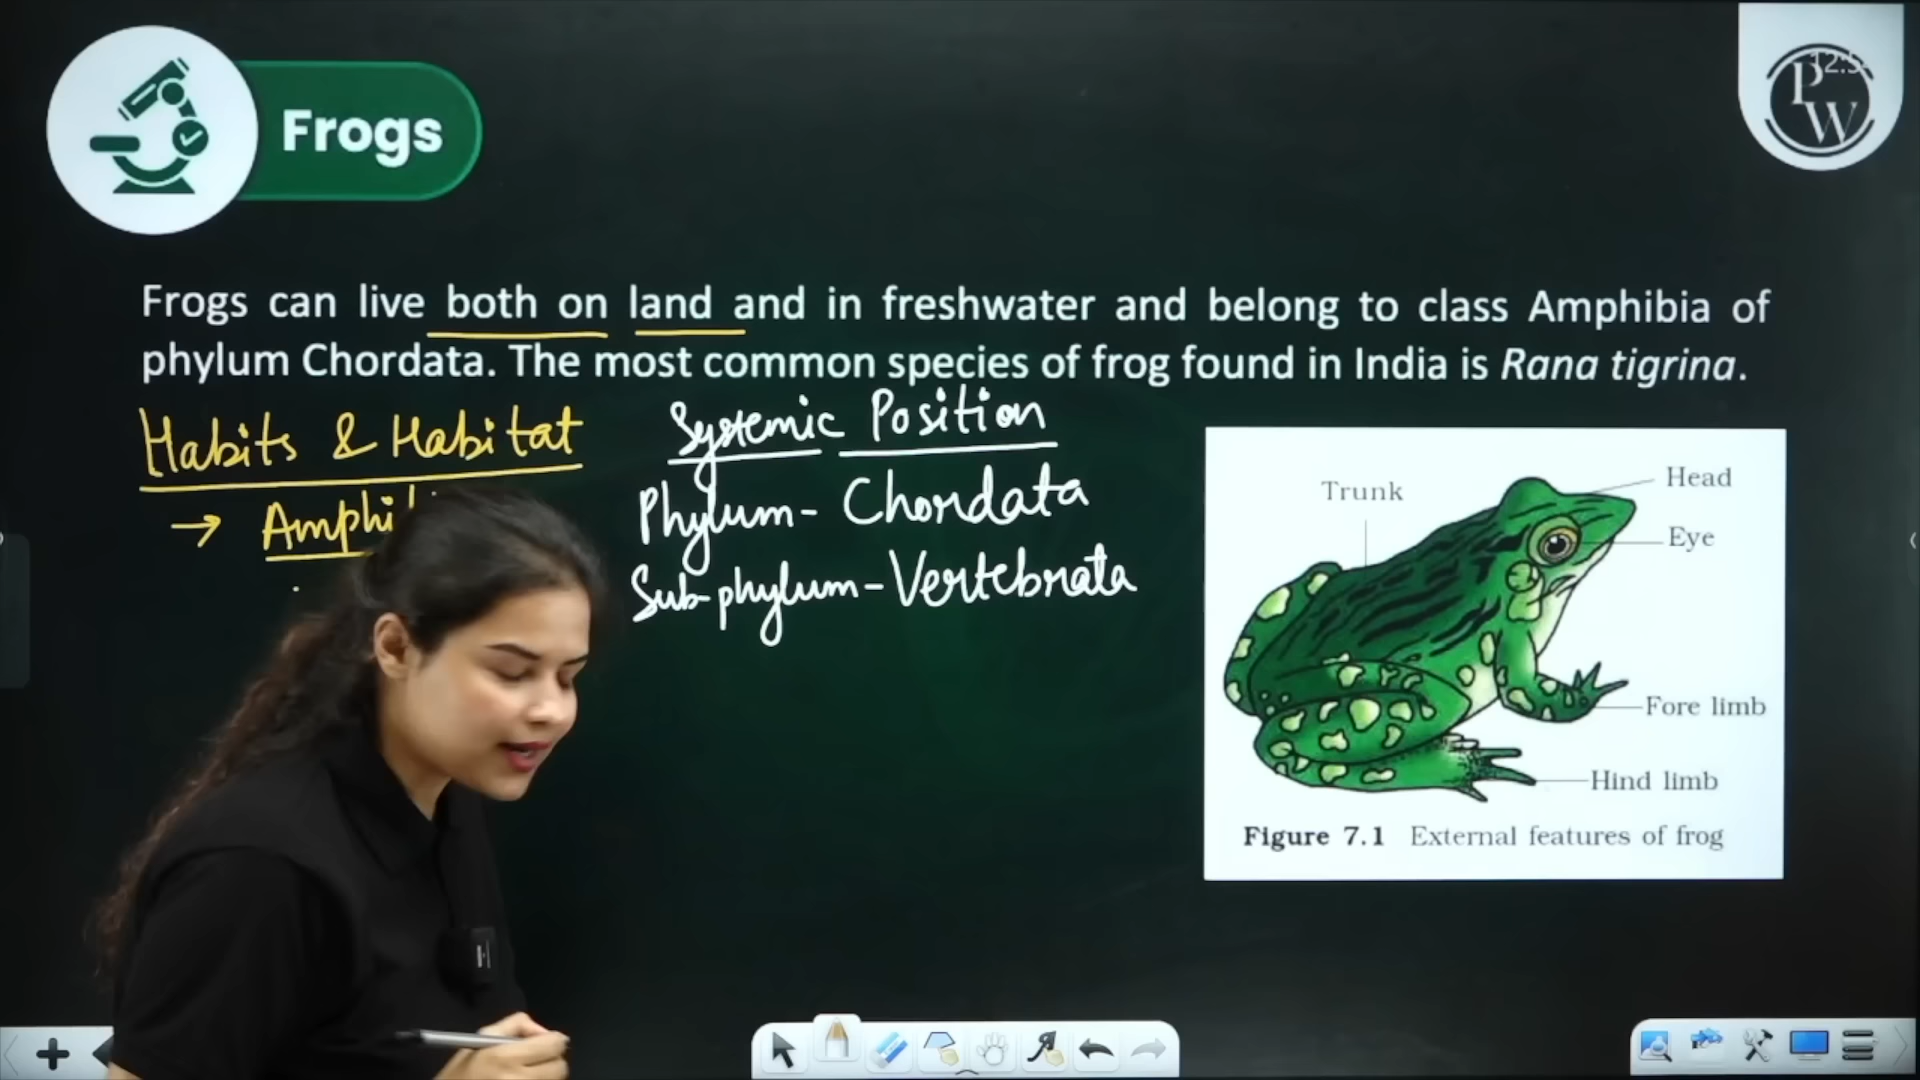 Frogs
PW
Frogs can live both on land and in freshwater and belong to class Amphibia of
phylum Chordata. The most common species of frog found in India is Rana tigrina.
Habits & Habitat
→
Systemic Position
Phylum- Chordata
Sub-phylum-Vertebrata
Trunk
Head
Eye
Fore limb
Hind limb
Figure 7.1 External features of frog